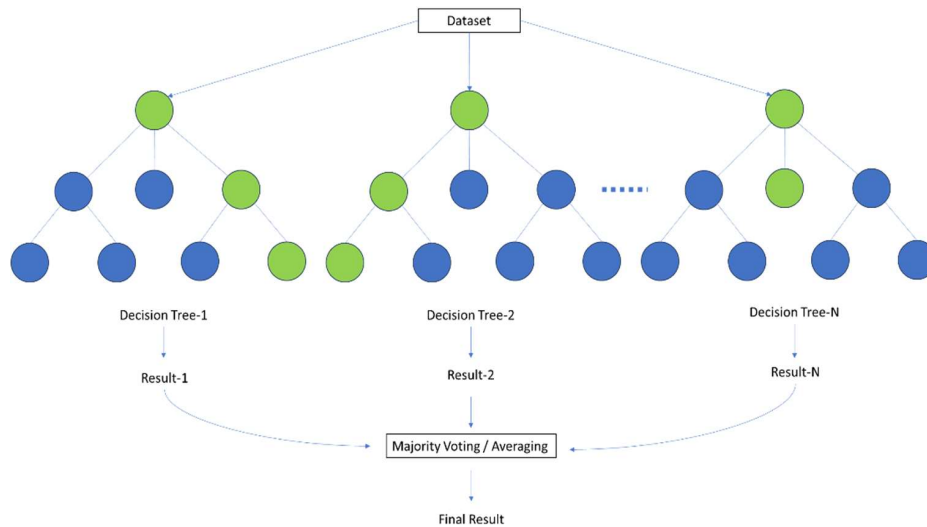 Dataset
Decision Tree-1
Decision Tree-2
Decision Tree-N
Result-1
Result-2
Result-N
Majority Voting / Averaging
Final Result